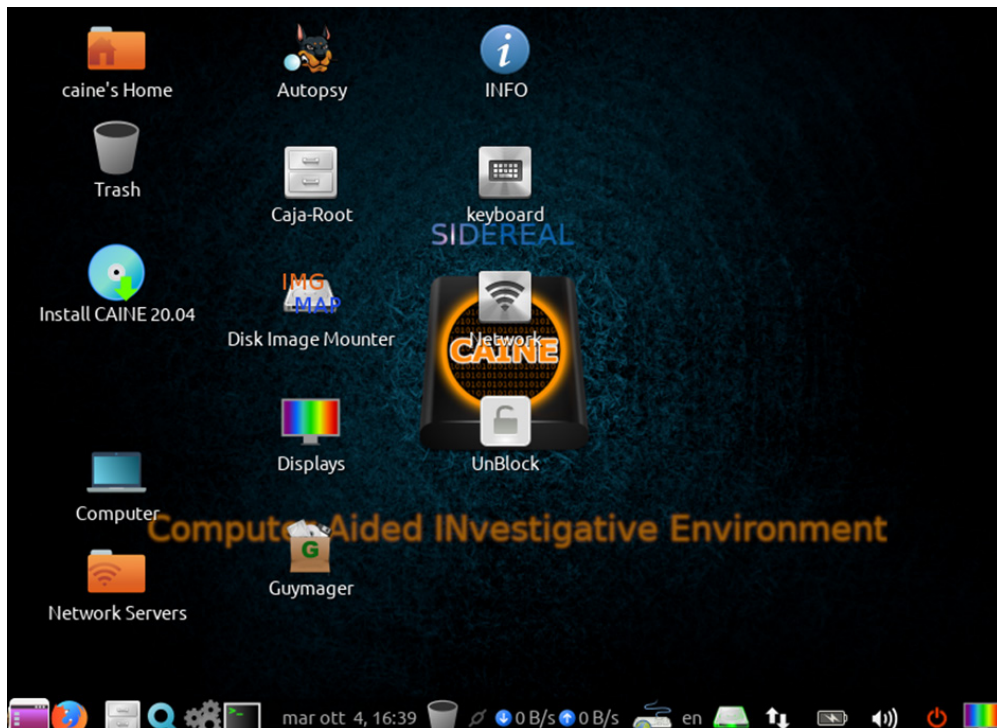 caine's Home
Autopsy
INFO
Trash
Caja-Root
keyboard
SIDEREAL
Install CAINE 20.04
IMG
MAP
Disk Image Mounter
Network
CAINE
Displays
UnBlock
Computer
Computer Aided INvestigative Environment
G
Guymager
Network Servers
mar ott 4, 16:39
0 B/s 0 B/s
en